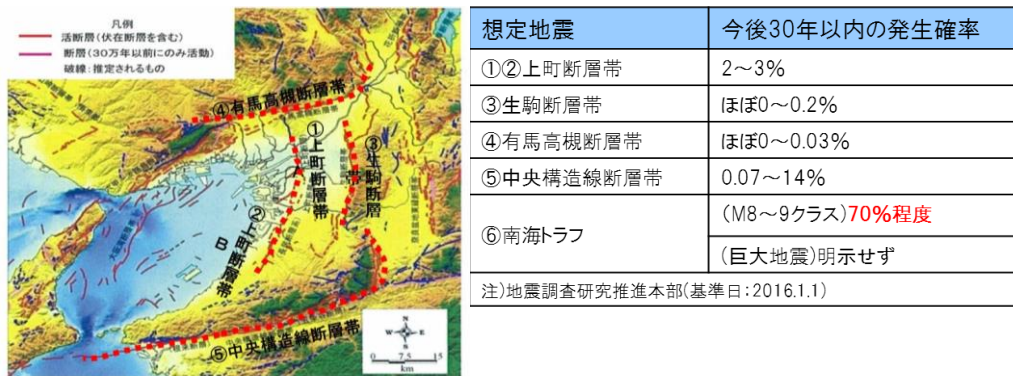 凡例
活断層(伏在断層を含む)
断層(30万年以前にのみ活動)
破線:推定されるもの
④有馬高槻断層帯
①上町断層帯
③生駒断層帯
②上町断層帯
B
⑤中央構造線断層帯
N
W E
S
0 7.5 15
km
想定地震 今後30年以内の発生確率
①②上町断層帯 2～3%
③生駒断層帯 ほぼ0～0.2%
④有馬高槻断層帯 ほぼ0～0.03%
⑤中央構造線断層帯 0.07～14%
⑥南海トラフ (M8～9クラス)70%程度
(巨大地震)明示せず
注)地震調査研究推進本部(基準日:2016.1.1)